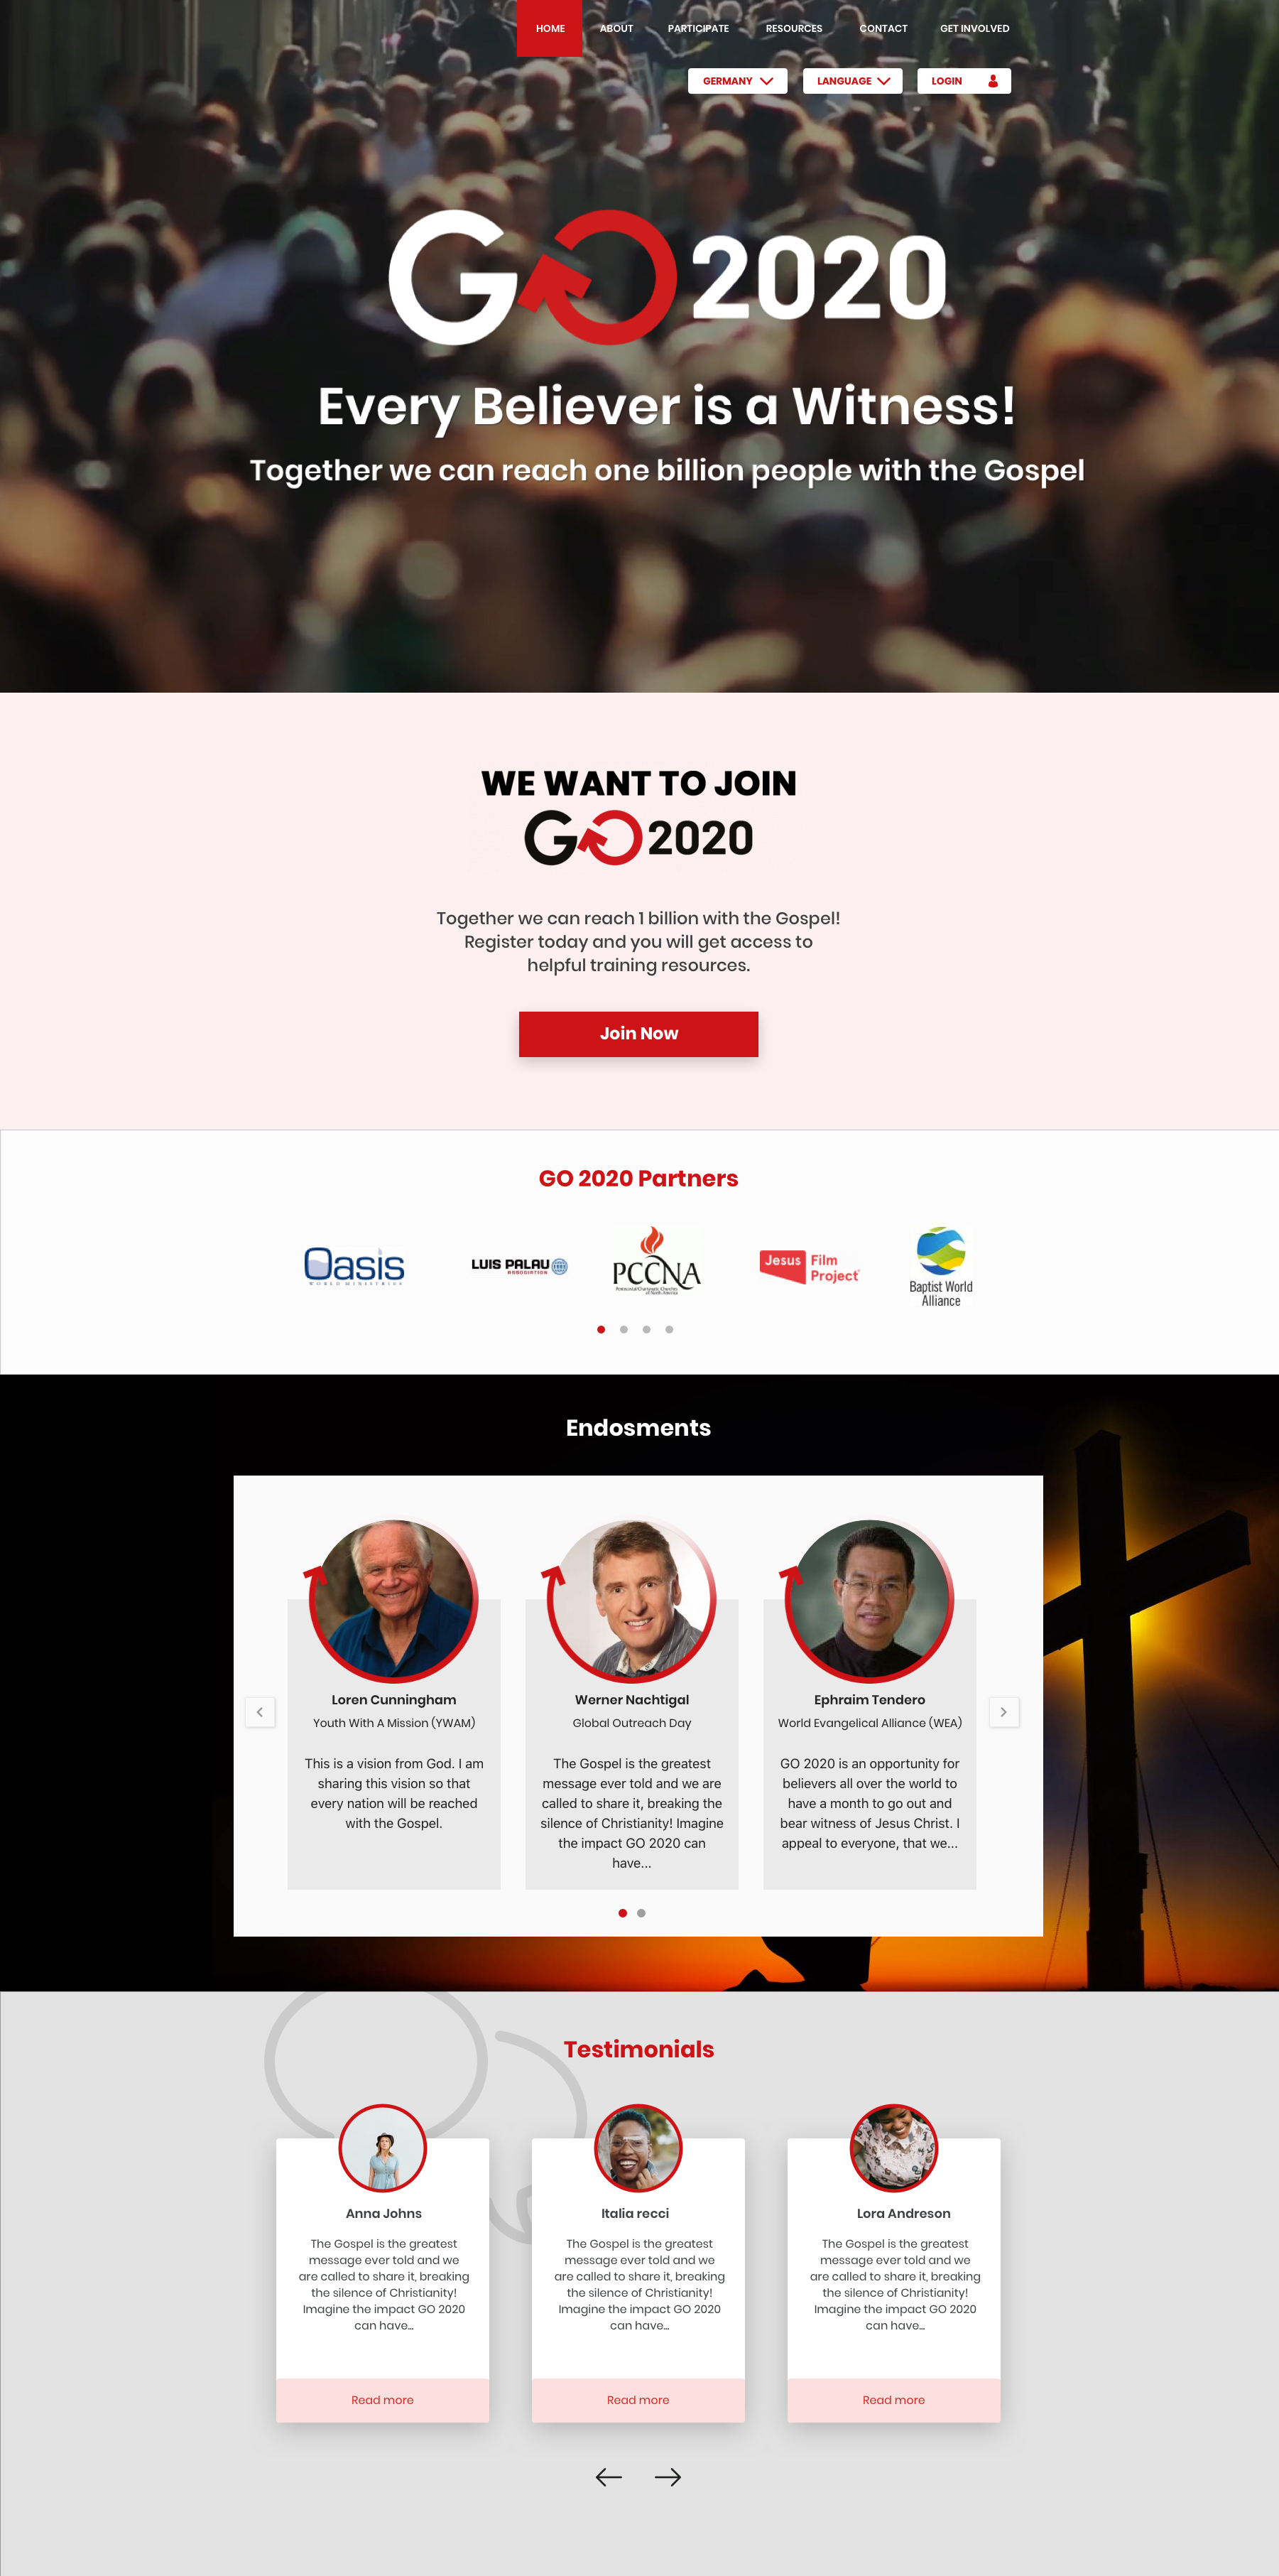 HOME ABOUT PARTICIPATE RESOURCES CONTACT GET INVOLVED
GERMANY LANGUAGE LOGIN
GO 2020
Every Believer is a Witness!
Together we can reach one billion people with the Gospel
WE WANT TO JOIN
GO 2020
Together we can reach 1 billion with the Gospel!
Register today and you will get access to
helpful training resources.
Join Now
GO 2020 Partners
Oasis
WORLD MINISTRIES
LUIS PALAU
ASSOCIATION
PCCNA
Pentecostal/Charismatic Churches
of North America
Jesus Film
Project
Baptist World
Alliance
Endosments
Loren Cunningham
Youth With A Mission (YWAM)
This is a vision from God. I am
sharing this vision so that
every nation will be reached
with the Gospel.
Werner Nachtigal
Global Outreach Day
The Gospel is the greatest
message ever told and we are
called to share it, breaking the
silence of Christianity! Imagine
the impact GO 2020 can
have...
Ephraim Tendero
World Evangelical Alliance (WEA)
GO 2020 is an opportunity for
believers all over the world to
have a month to go out and
bear witness of Jesus Christ. I
appeal to everyone, that we...
Testimonials
Anna Johns
The Gospel is the greatest
message ever told and we
are called to share it, breaking
the silence of Christianity!
Imagine the impact GO 2020
can have...
Read more
Italia recci
The Gospel is the greatest
message ever told and we
are called to share it, breaking
the silence of Christianity!
Imagine the impact GO 2020
can have...
Read more
Lora Andreson
The Gospel is the greatest
message ever told and we
are called to share it, breaking
the silence of Christianity!
Imagine the impact GO 2020
can have...
Read more